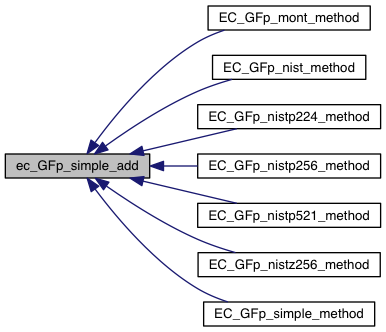 EC_GFp_mont_method
EC_GFp_nist_method
EC_GFp_nistp224_method
ec_GFp_simple_add
EC_GFp_nistp256_method
EC_GFp_nistp521_method
EC_GFp_nistz256_method
EC_GFp_simple_method